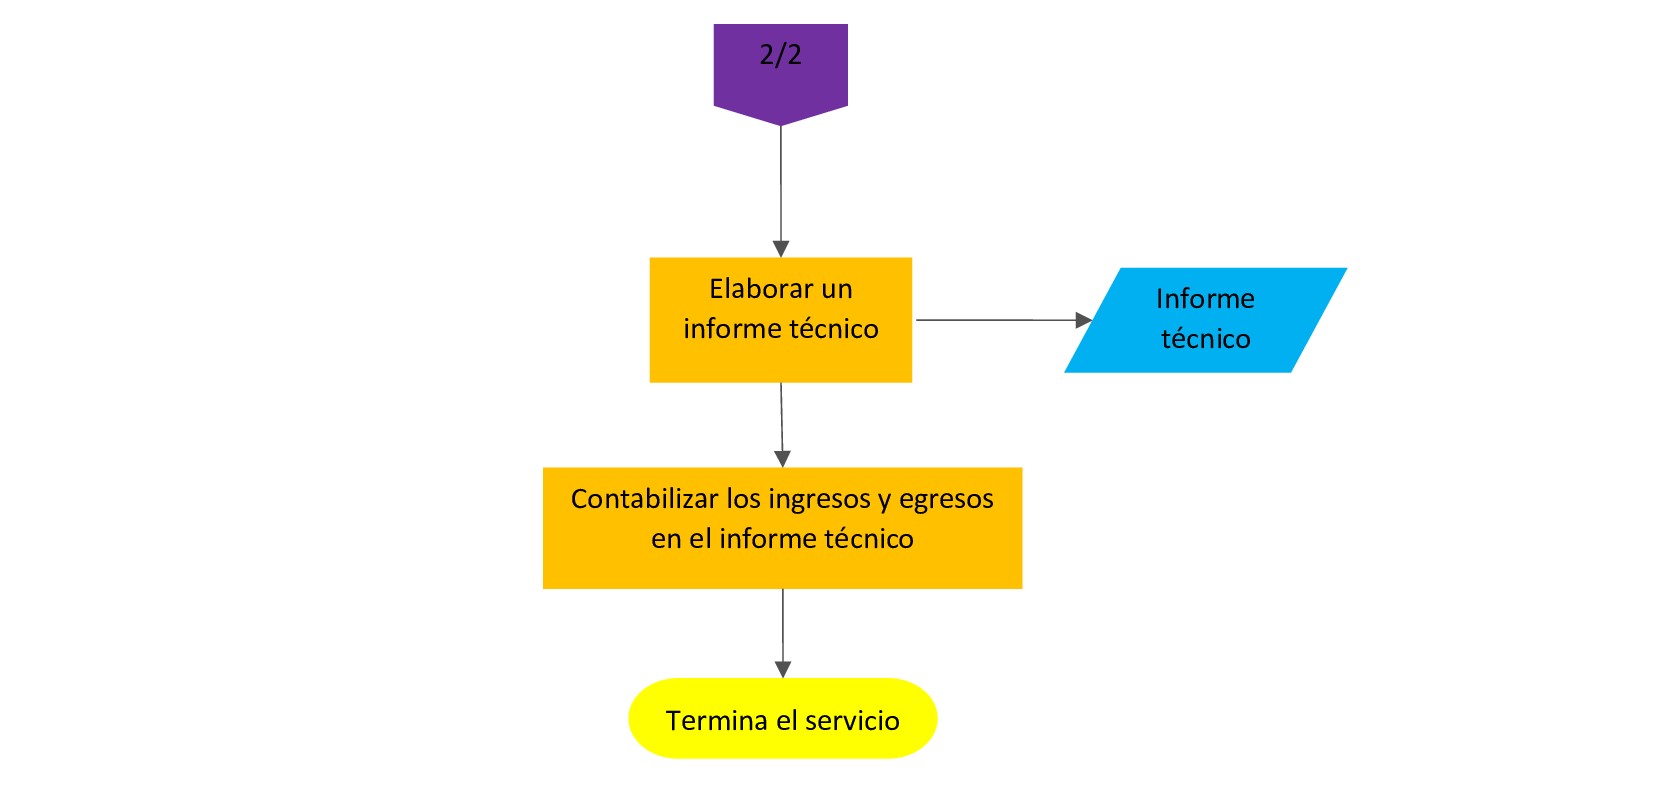 2/2
Elaborar un
informe técnico
Informe
técnico
Contabilizar los ingresos y egresos
en el informe técnico
Termina el servicio